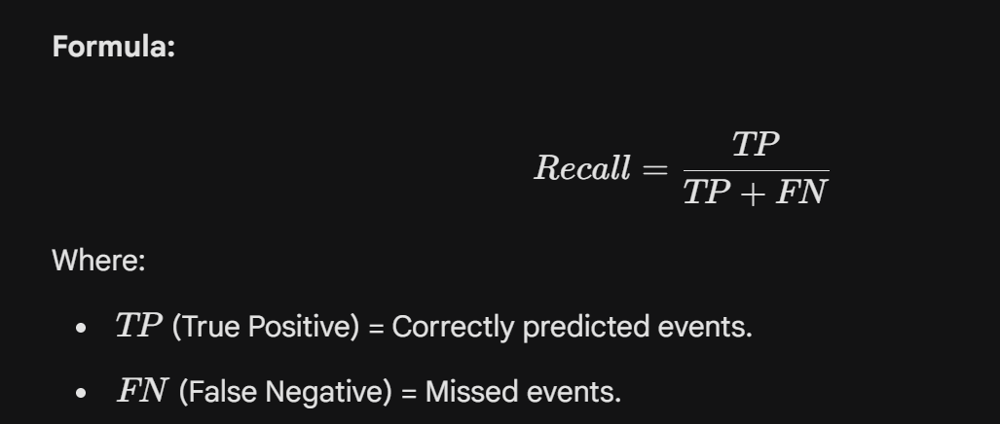 Formula:
Recall = TP / TP + FN
Where:
• TP (True Positive) = Correctly predicted events.
• FN (False Negative) = Missed events.